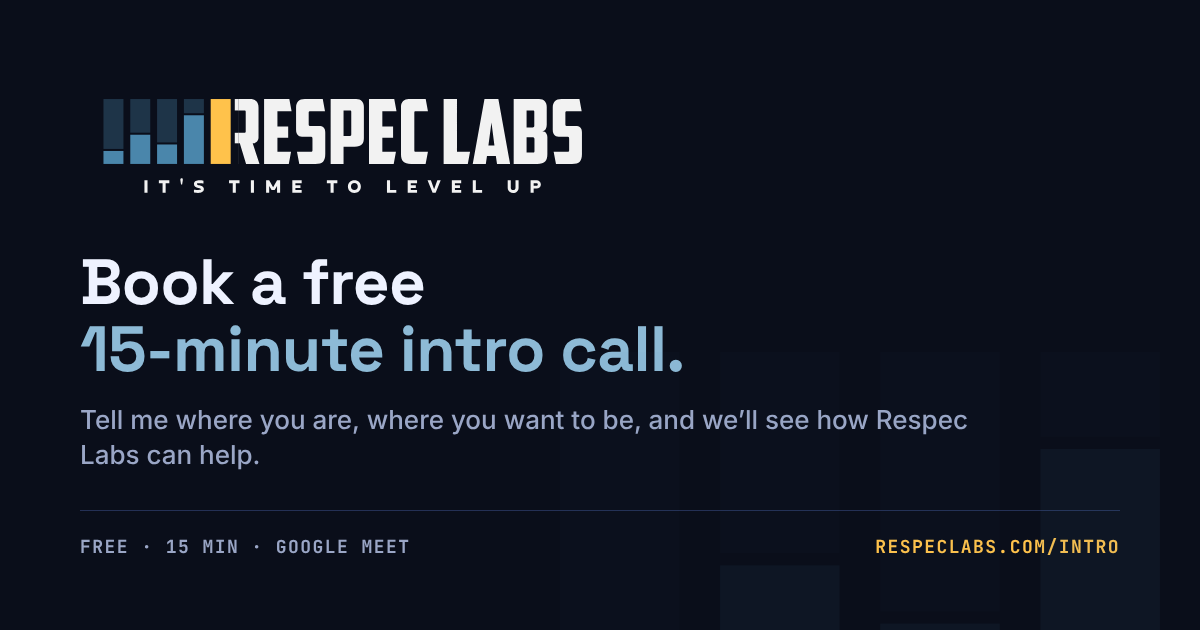 RESPEC LABS
IT'S TIME TO LEVEL UP
Book a free
15-minute intro call.
Tell me where you are, where you want to be, and we’ll see how Respec
Labs can help.
FREE · 15 MIN · GOOGLE MEET
RESPECLABS.COM/INTRO